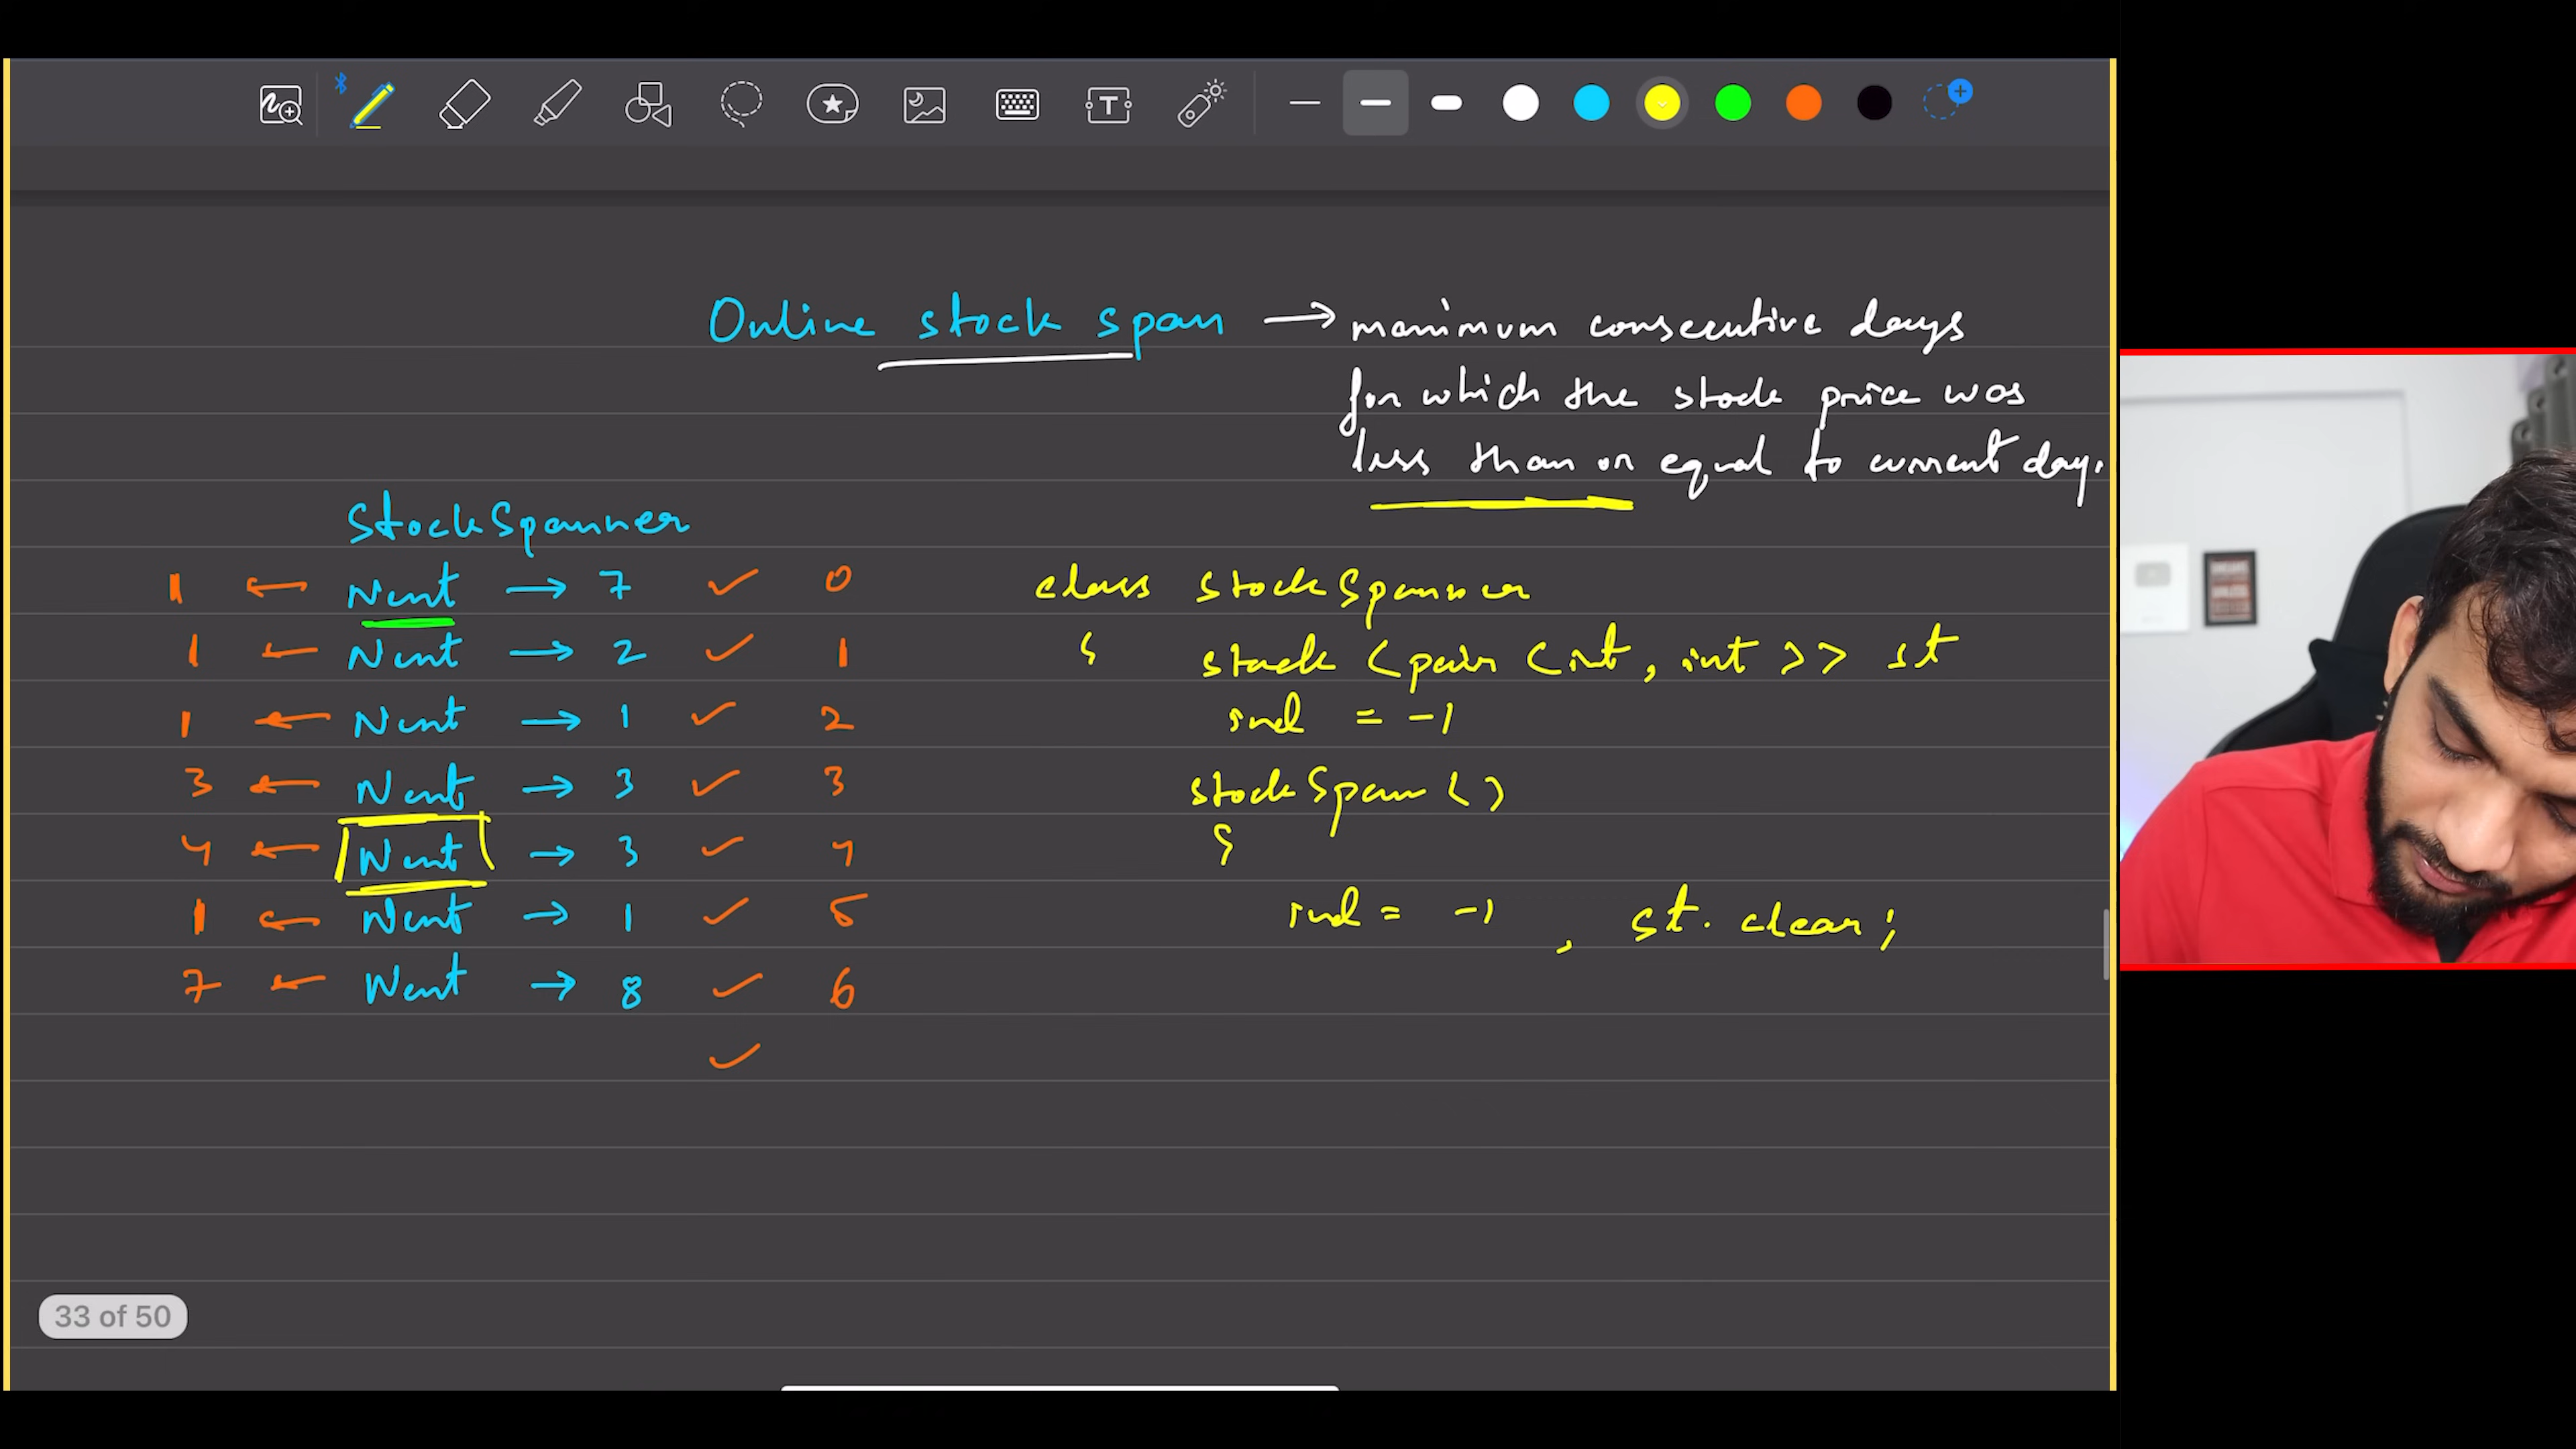 T
Online stock span → maximum consecutive days
for which the stock price was
less than or equal to current day.
StockSpanner
1 ← Next → 7 ✓ 0
1 ← Next → 2 ✓ 1
1 ← Next → 1 ✓ 2
3 ← Next → 3 ✓ 3
4 ← Next → 3 ✓ 4
1 ← Next → 1 ✓ 5
7 ← Next → 8 ✓ 6
✓
class StockSpanner
{ stack <pair <int, int >> st
ind = -1
StockSpan ( )
{
ind = -1 , st. clear;
33 of 50